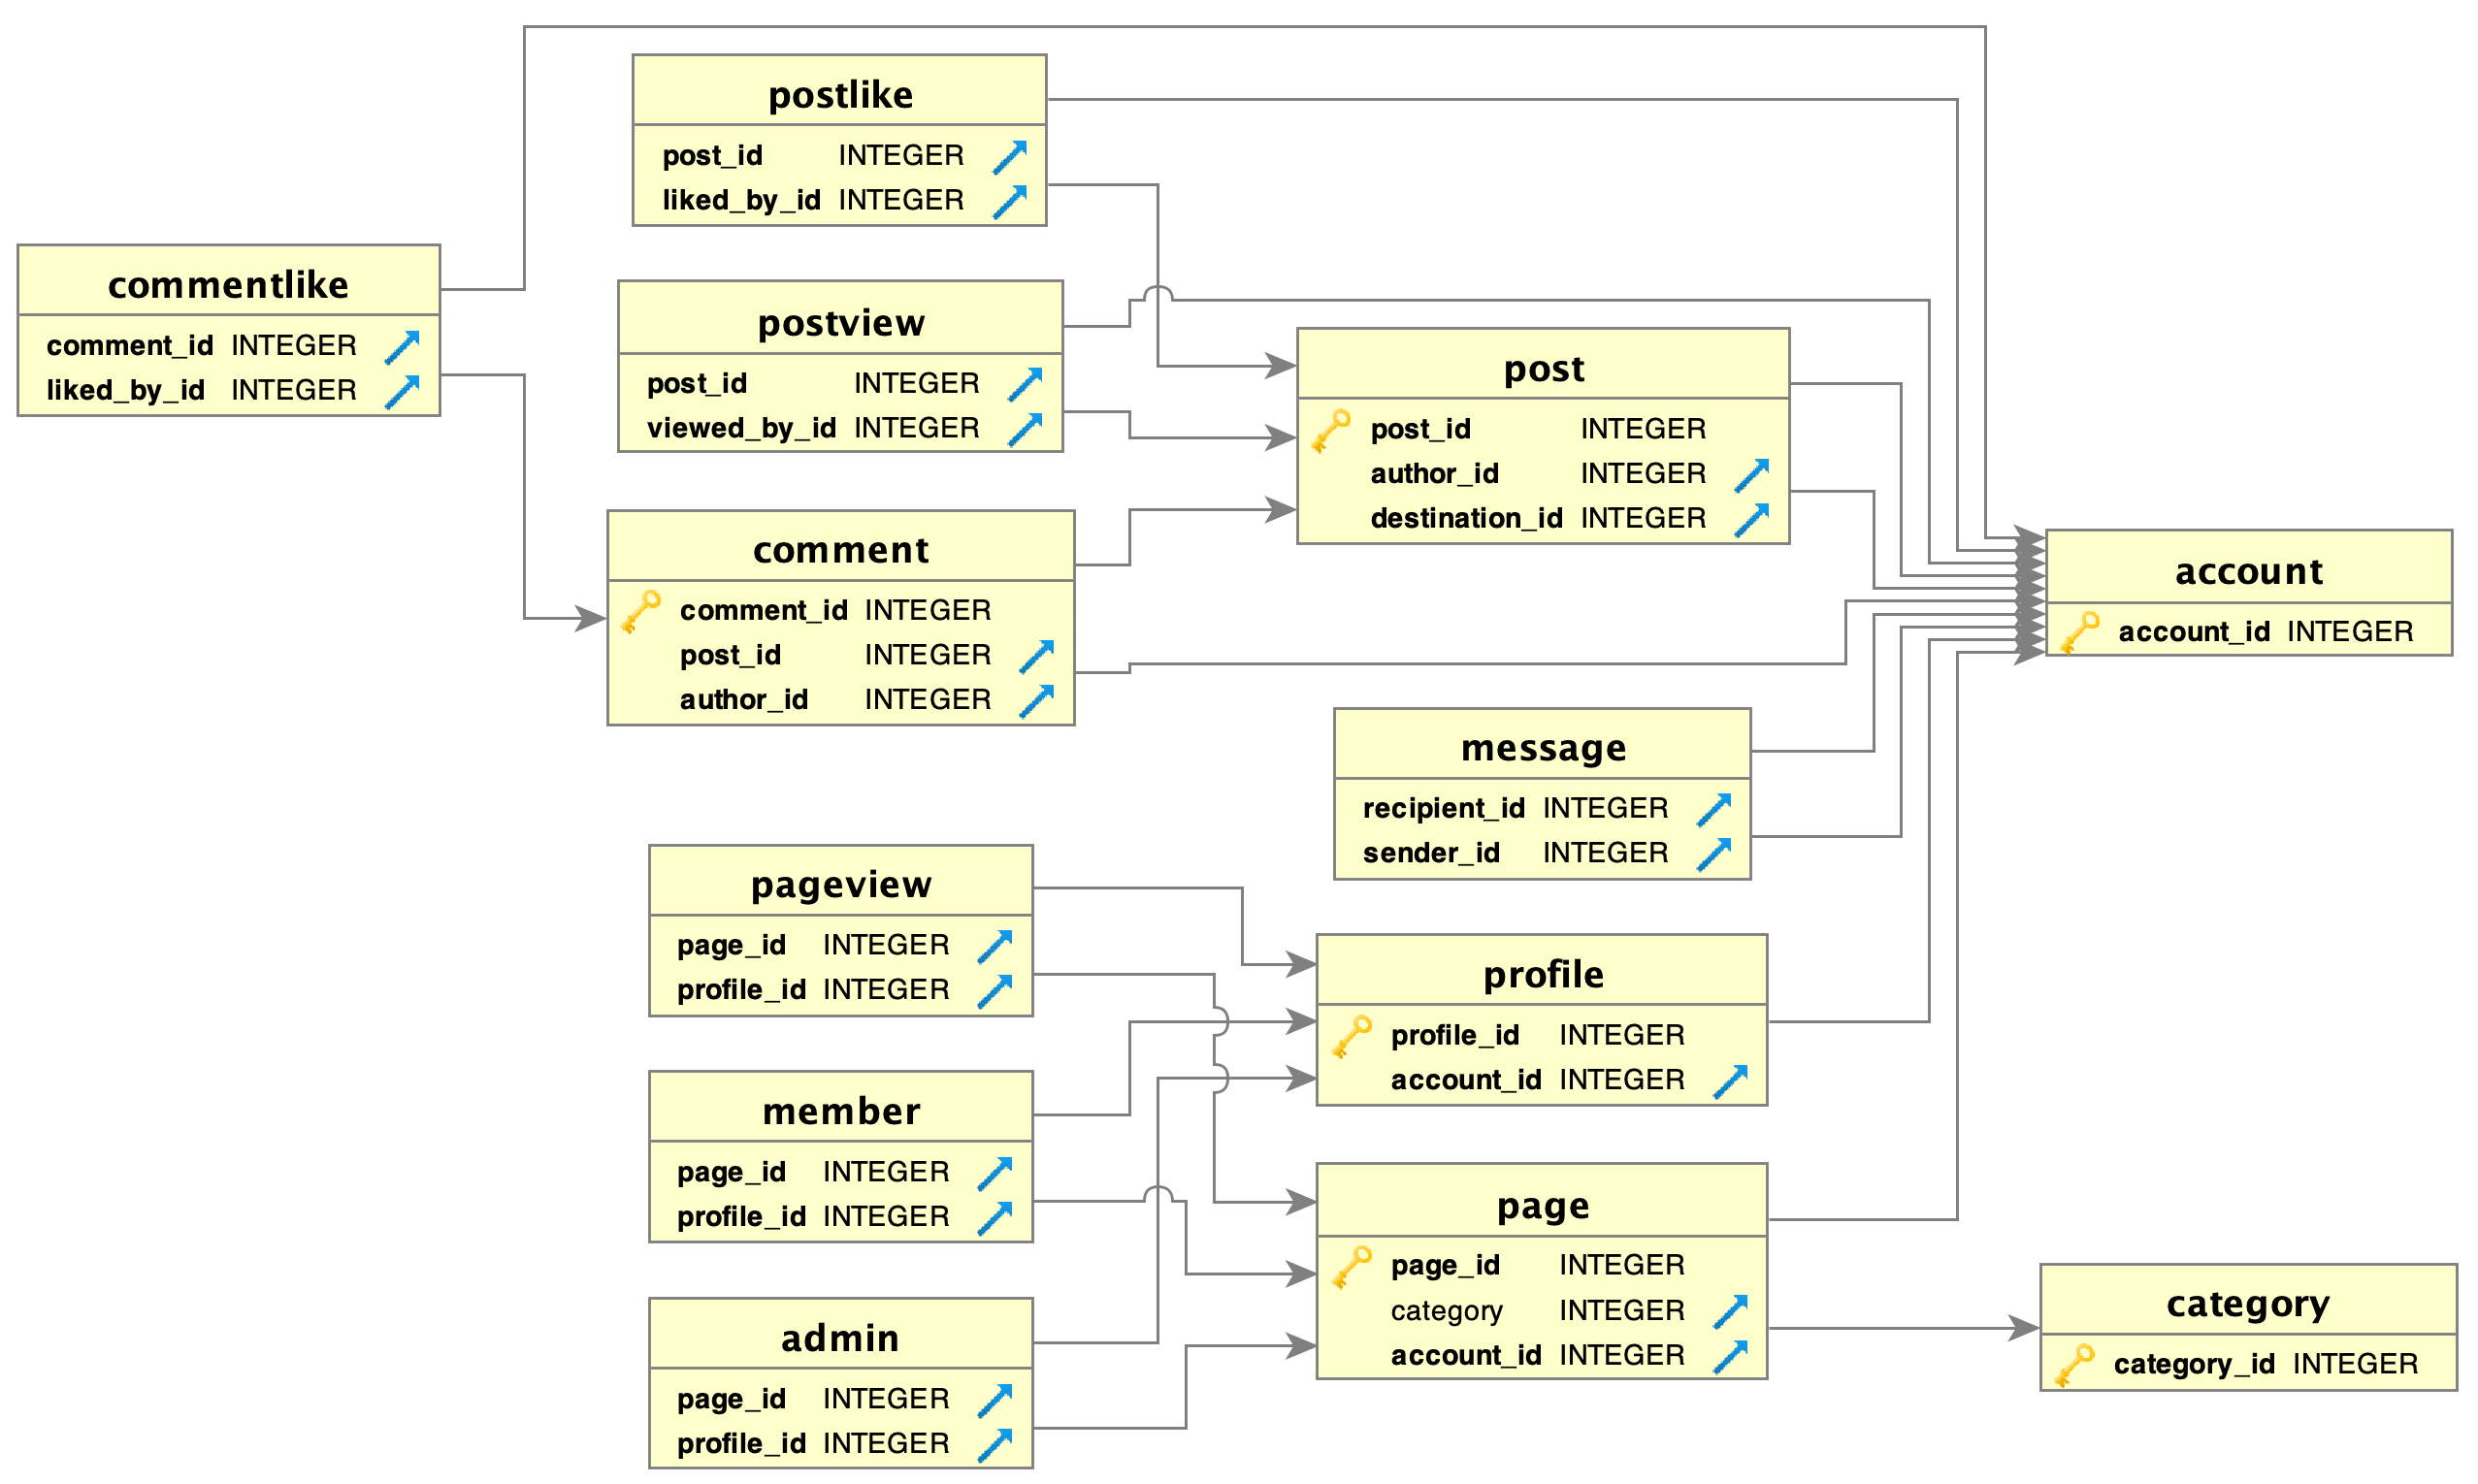 postlike
post_id INTEGER
liked_by_id INTEGER
commentlike
comment_id INTEGER
liked_by_id INTEGER
postview
post_id INTEGER
viewed_by_id INTEGER
post
post_id INTEGER
author_id INTEGER
destination_id INTEGER
comment
comment_id INTEGER
post_id INTEGER
author_id INTEGER
account
account_id INTEGER
message
recipient_id INTEGER
sender_id INTEGER
pageview
page_id INTEGER
profile_id INTEGER
profile
profile_id INTEGER
account_id INTEGER
member
page_id INTEGER
profile_id INTEGER
page
page_id INTEGER
category INTEGER
account_id INTEGER
category
category_id INTEGER
admin
page_id INTEGER
profile_id INTEGER